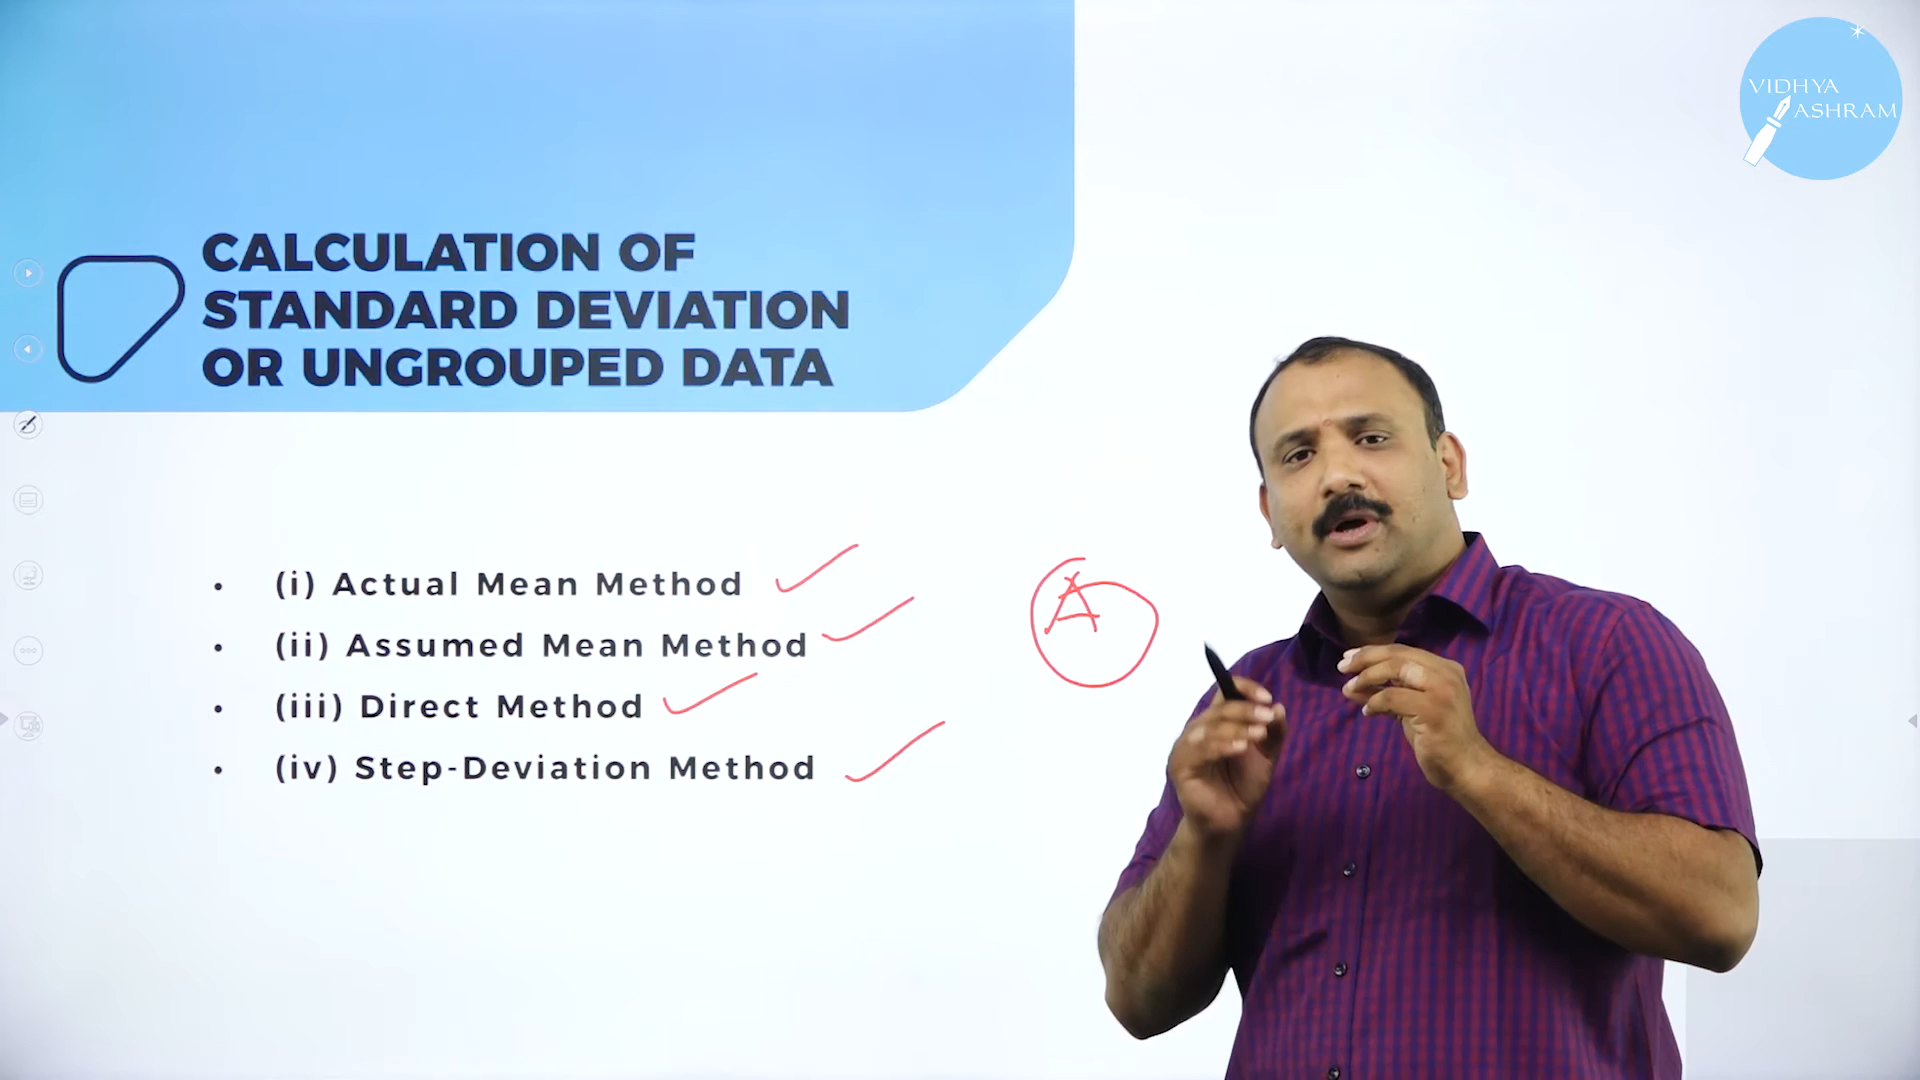 VIDHYA
ASHRAM
CALCULATION OF
STANDARD DEVIATION
OR UNGROUPED DATA
• (i) Actual Mean Method
• (ii) Assumed Mean Method
• (iii) Direct Method
• (iv) Step-Deviation Method
A